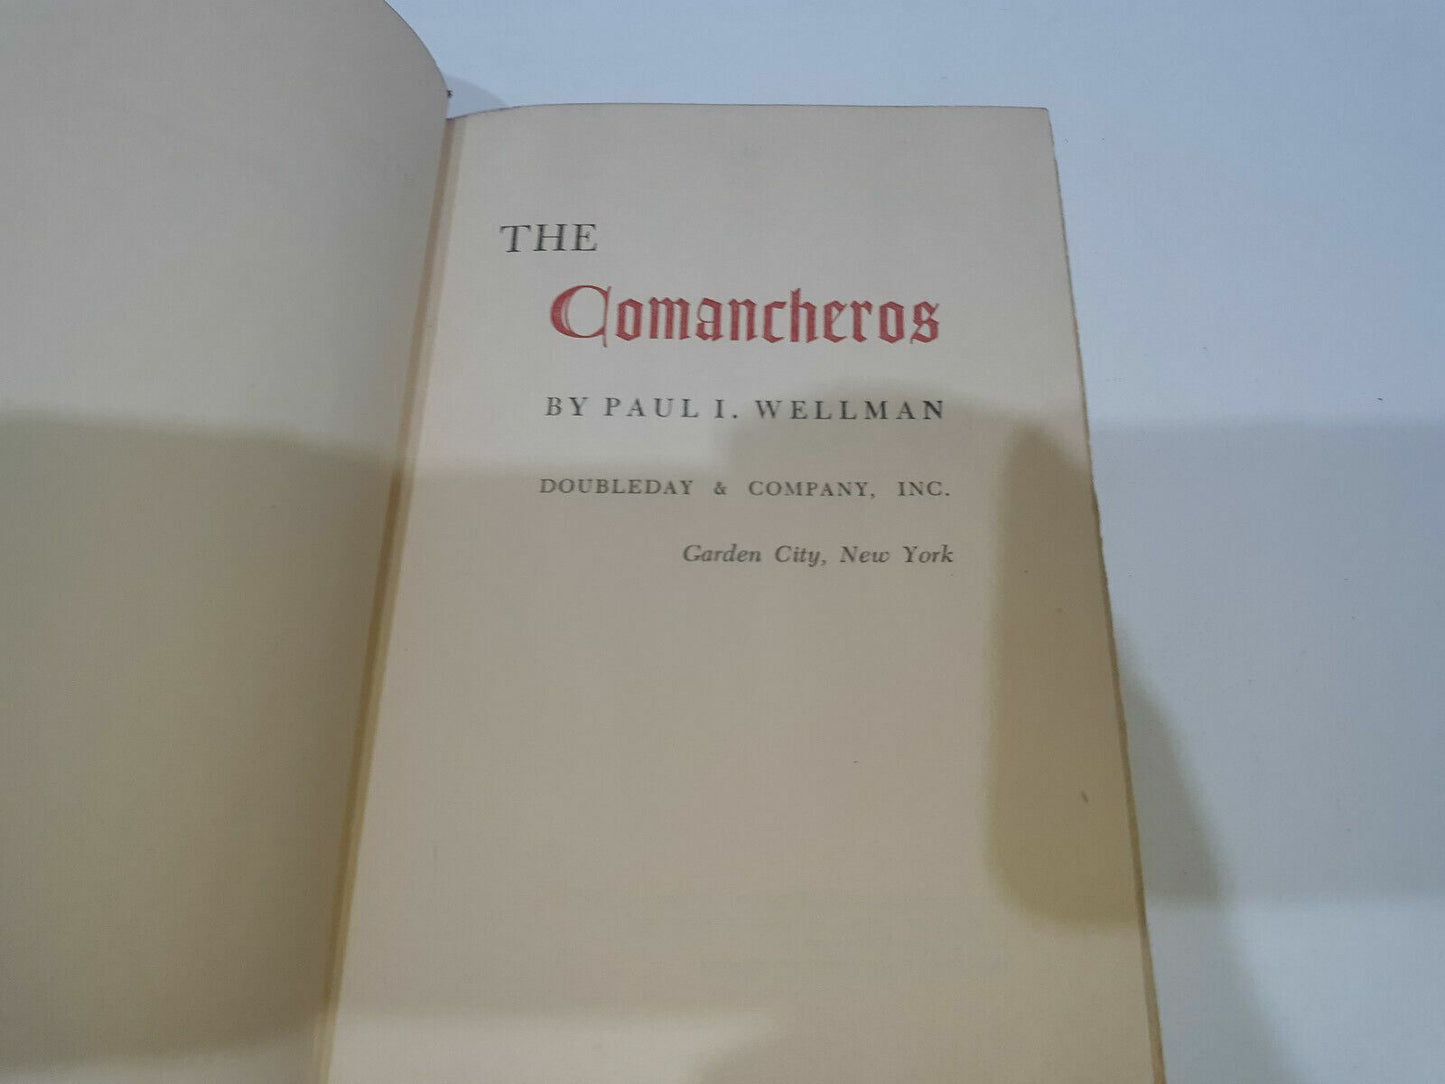 THE
Comancheros
BY PAUL I. WELLMAN
DOUBLEDAY & COMPANY, INC.
Garden City, New York